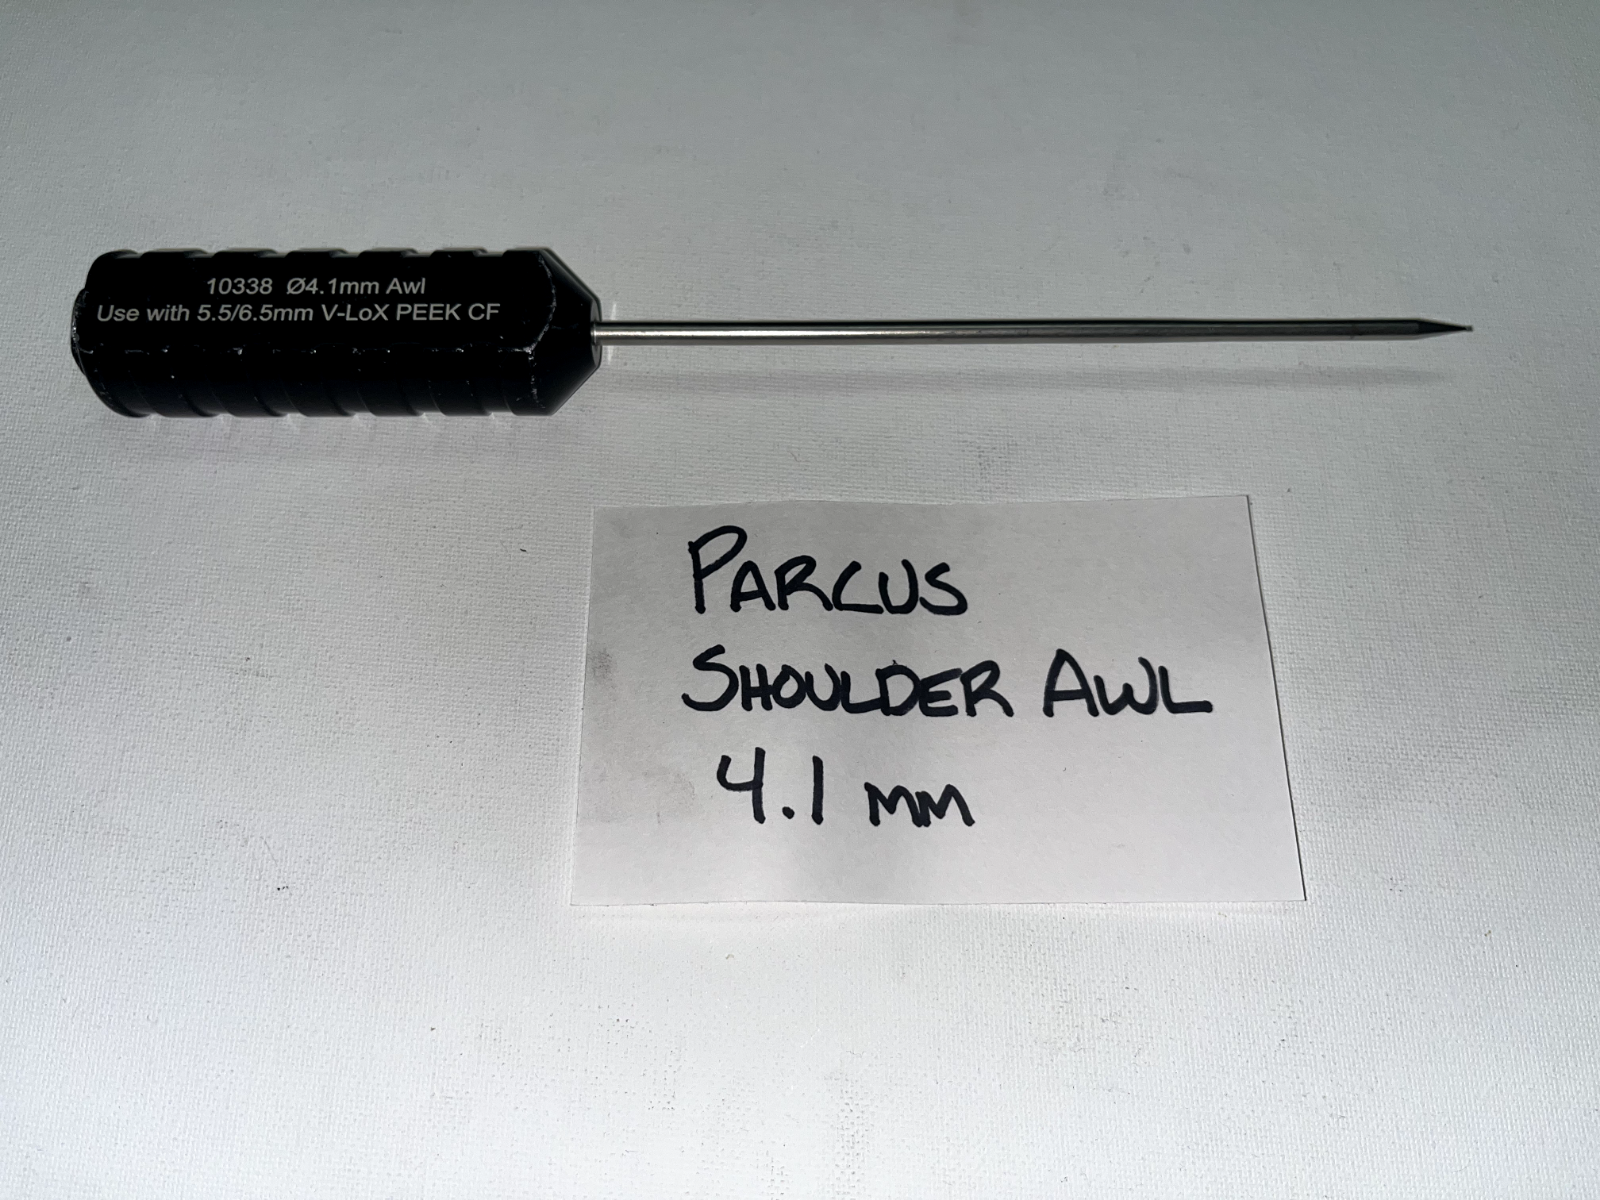 10338 Ø4.1mm Awl
Use with 5.5/6.5mm V-LoX PEEK CF
PARCUS
SHOULDER AWL
4.1 mm